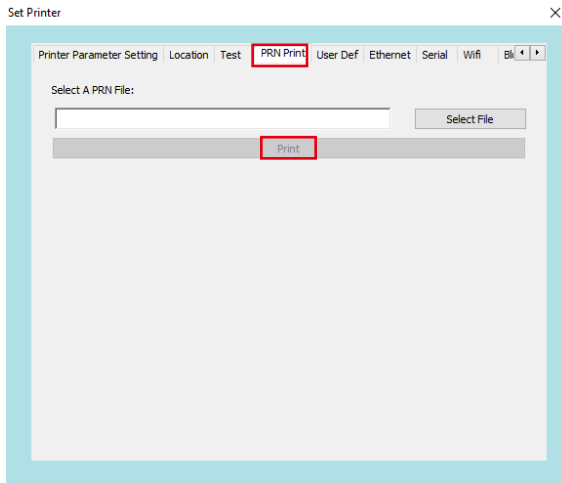 Set Printer
Printer Parameter Setting Location Test PRN Print User Def Ethernet Serial Wifi
Select A PRN File:
Select File
Print